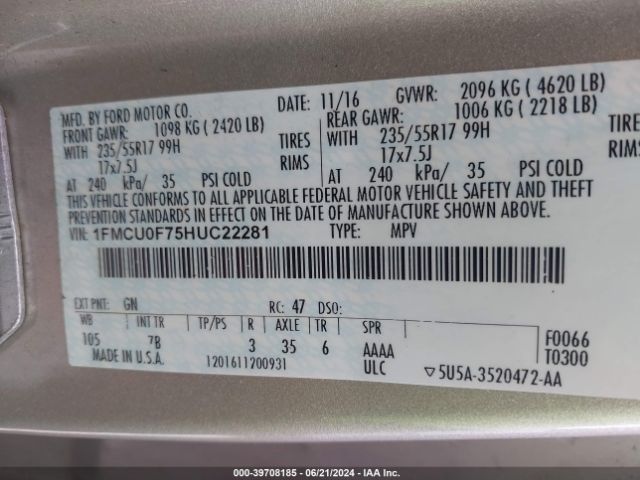 MFD. BY FORD MOTOR CO.
DATE: 11/16 GVWR: 2096 KG ( 4620 LB)
FRONT GAWR: 1098 KG ( 2420 LB)
REAR GAWR: 1006 KG ( 2218 LB)
WITH 235/55R17 99H TIRES
WITH 235/55R17 99H TIRES
17x7.5J RIMS
17x7.5J RIMS
AT 240 kPa/ 35 PSI COLD
AT 240 kPa/ 35 PSI COLD
THIS VEHICLE CONFORMS TO ALL APPLICABLE FEDERAL MOTOR VEHICLE SAFETY AND THEFT
PREVENTION STANDARDS IN EFFECT ON THE DATE OF MANUFACTURE SHOWN ABOVE.
VIN: 1FMCU0F75HUC22281 TYPE: MPV
EXT PNT: GN RC: 47 DSO:
WB INT TR TP/PS R AXLE TR SPR
105 7B 3 35 6 AAAA F0066
MADE IN U.S.A. 1201611200931 ULC T0300
▽5U5A-3520472-AA
000-39708185 - 06/21/2024 - IAAI.COM